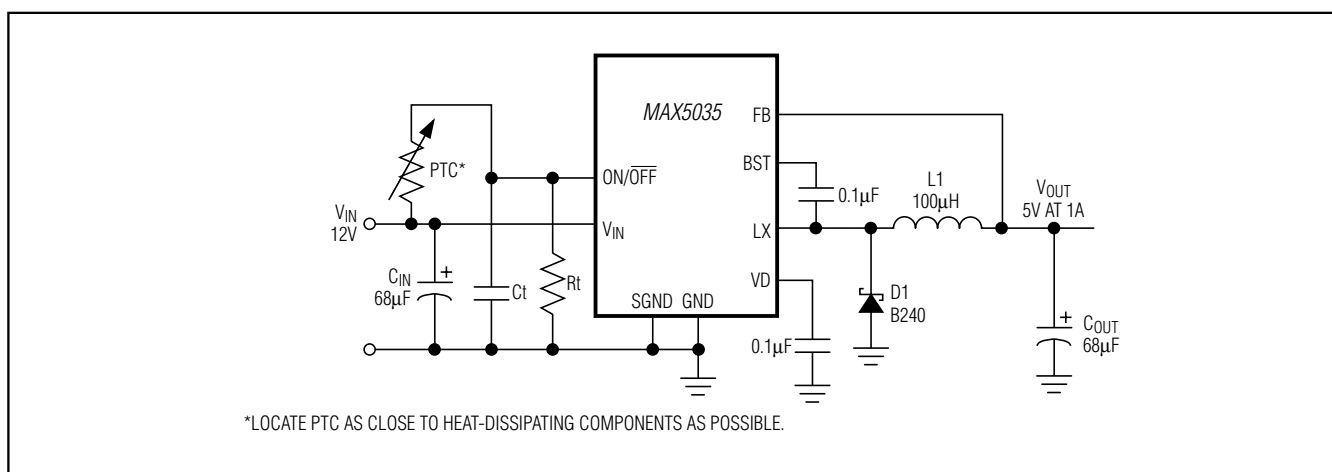 MAX5035
FB
BST
ON/OFF
LX
VIN
VD
SGND GND
PTC*
VIN
12V
CIN
68μF
+
Ct
Rt
0.1μF
L1
100μH
VOUT
5V AT 1A
D1
B240
0.1μF
COUT
68μF
+
*LOCATE PTC AS CLOSE TO HEAT-DISSIPATING COMPONENTS AS POSSIBLE.